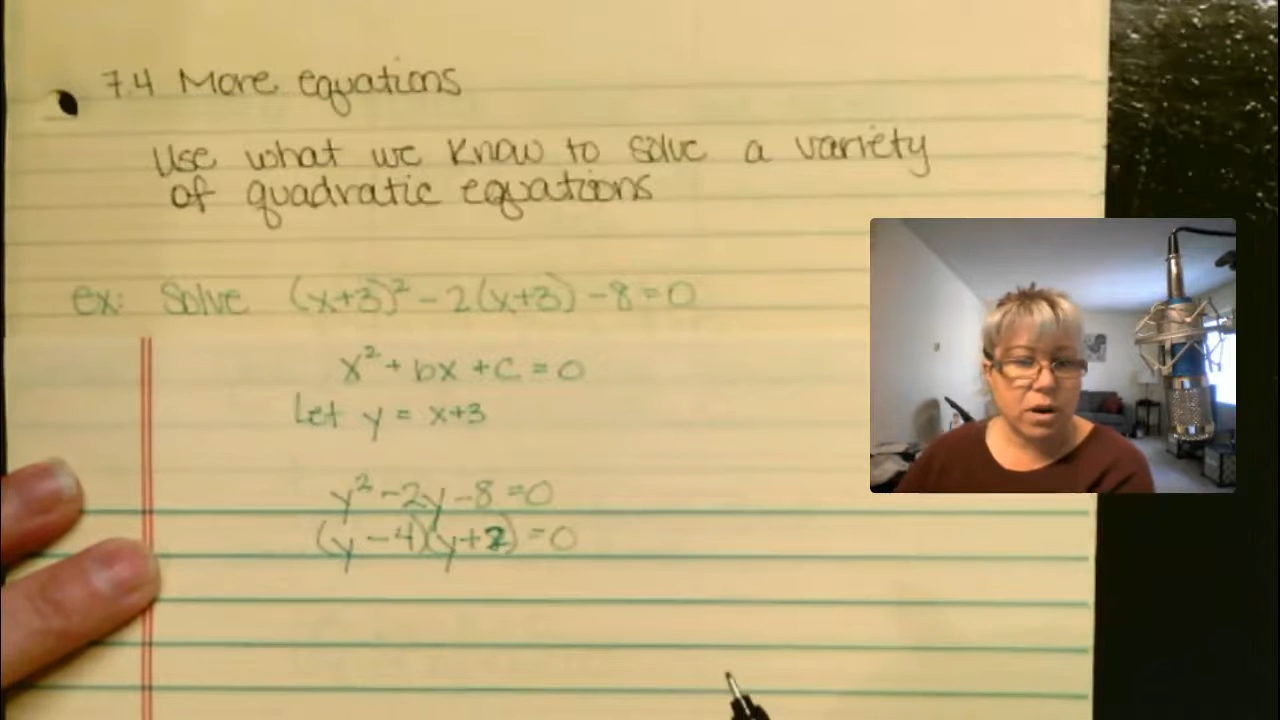 7.4 More equations
Use what we know to solve a variety
of quadratic equations
ex: Solve (x+3)² - 2(x+3) - 8 = 0
x² + bx + c = 0
Let y = x+3
y² - 2y - 8 = 0
(y - 4)(y + 2) = 0